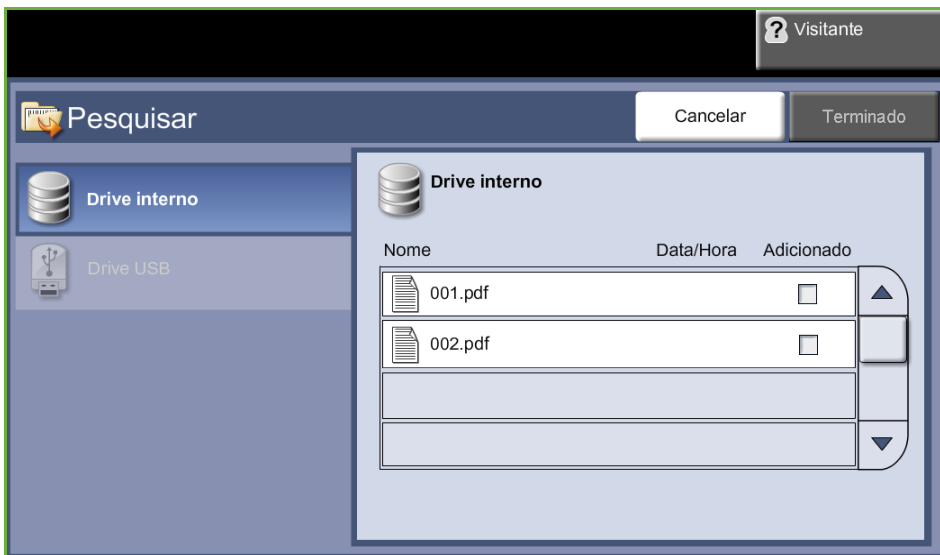 Visitante
Pesquisar
Cancelar
Terminado
Drive interno
Drive USB
Drive interno
Nome Data/Hora Adicionado
001.pdf
002.pdf